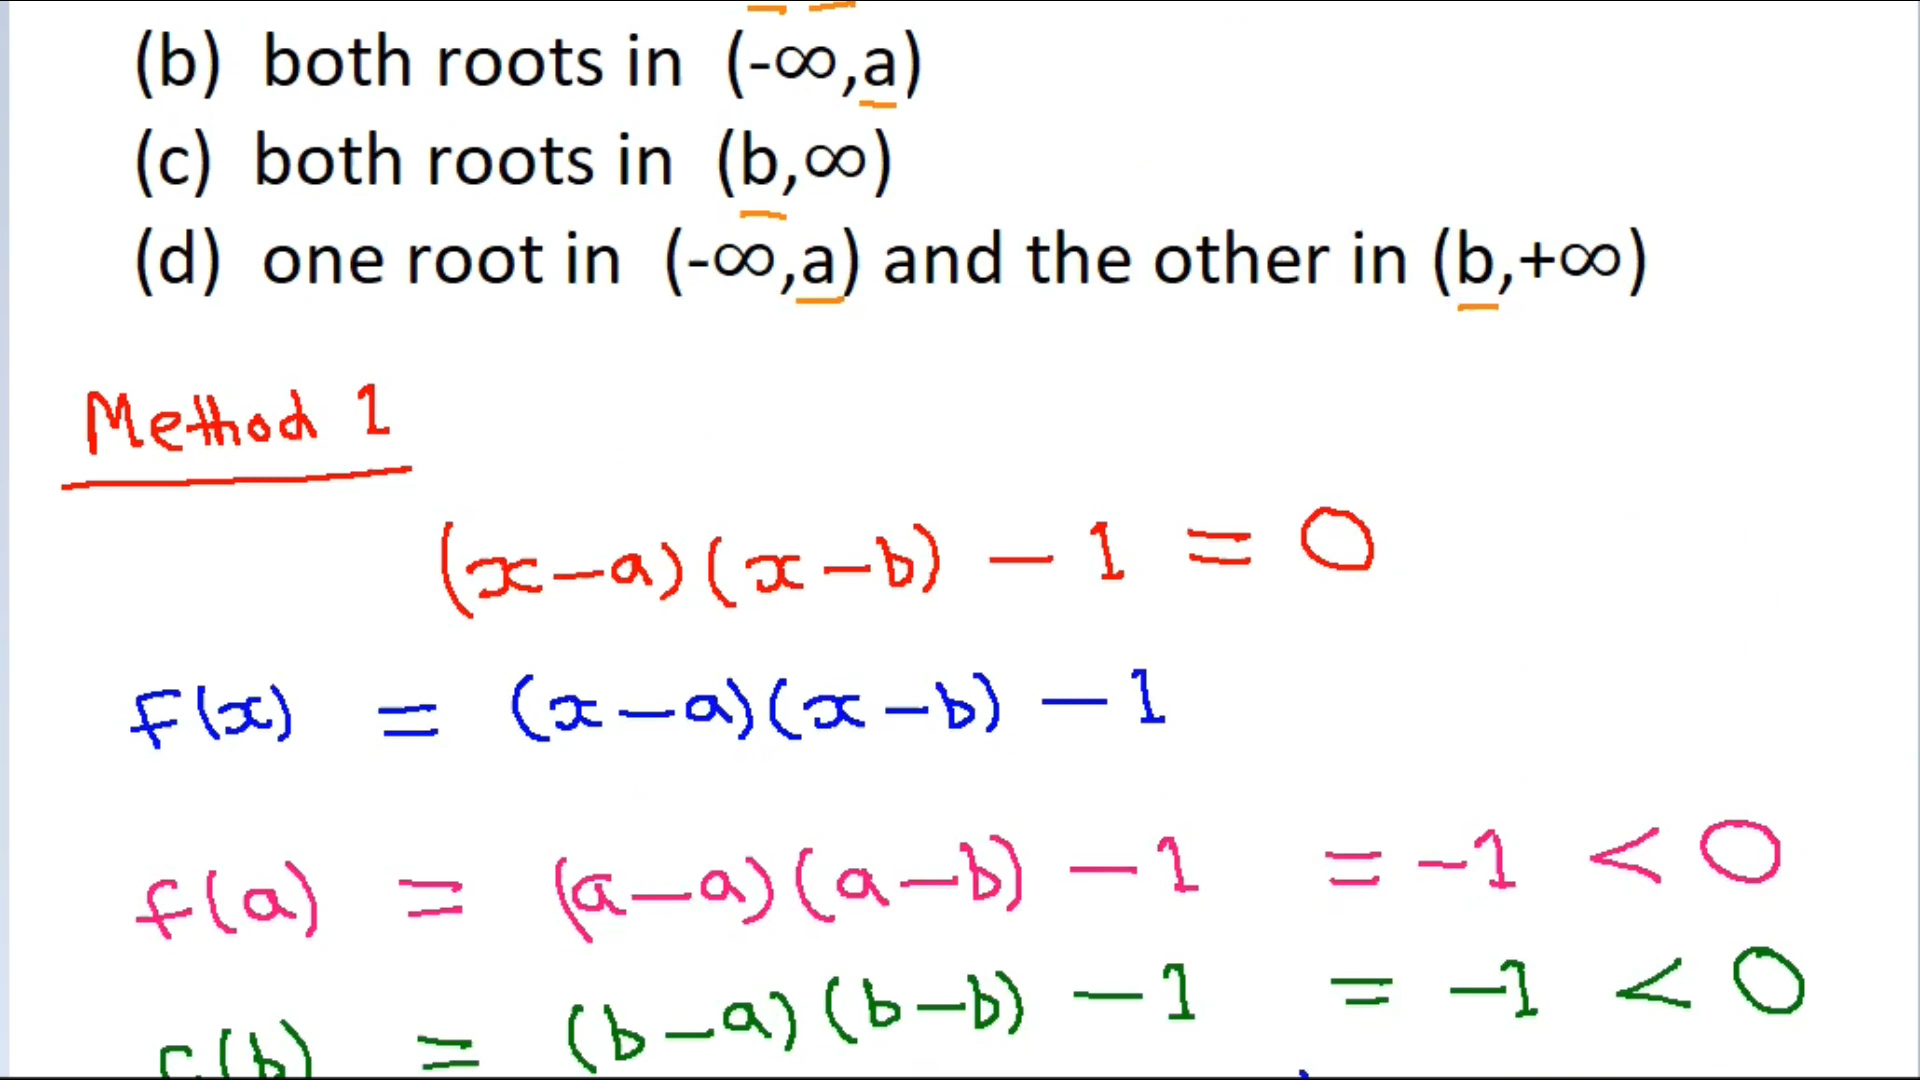 (b) both roots in (-∞,a)
(c) both roots in (b,∞)
(d) one root in (-∞,a) and the other in (b,+∞)
Method 1
(x-a)(x-b) - 1 = 0
f(x) = (x-a)(x-b) - 1
f(a) = (a-a)(a-b) - 1 = -1 < 0
f(b) = (b-a)(b-b) - 1 = -1 < 0